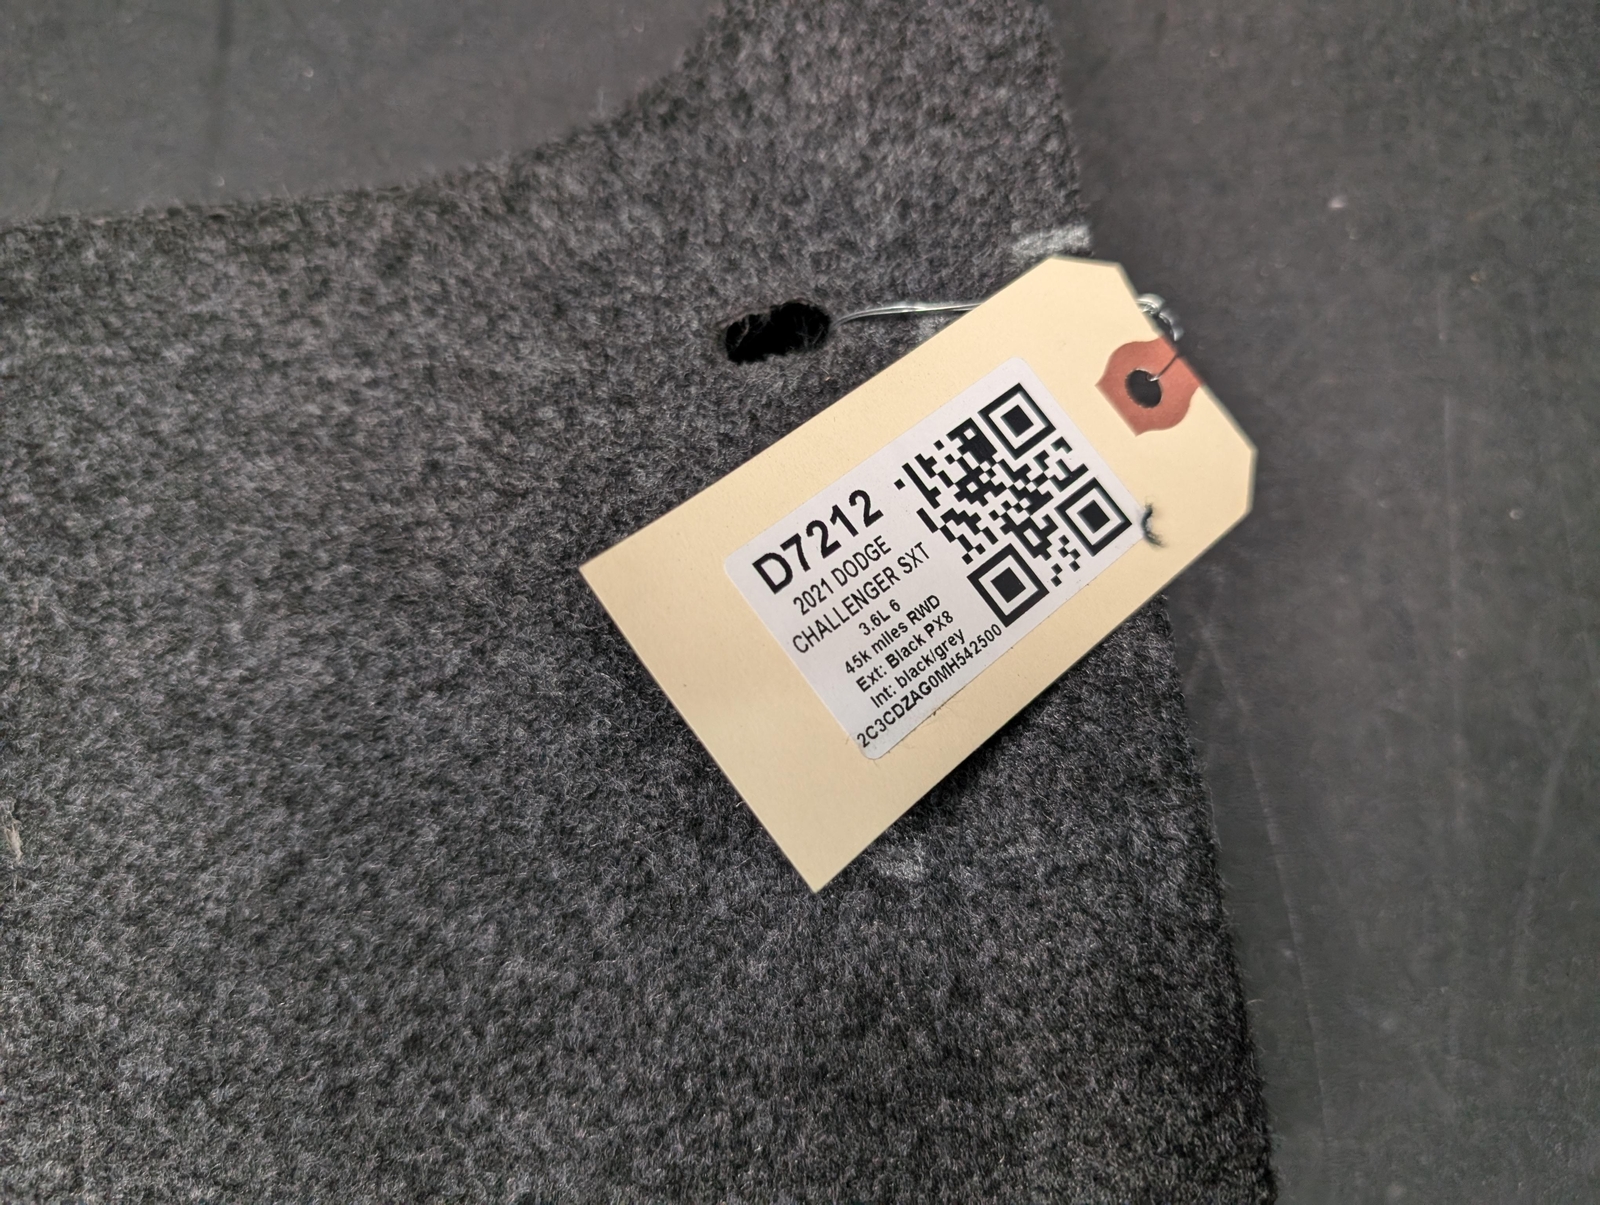 D7212
2021 DODGE
CHALLENGER SXT
3.6L 6
45k miles RWD
Ext: Black PX8
Int: black/grey
2C3CDZAG0MH542500